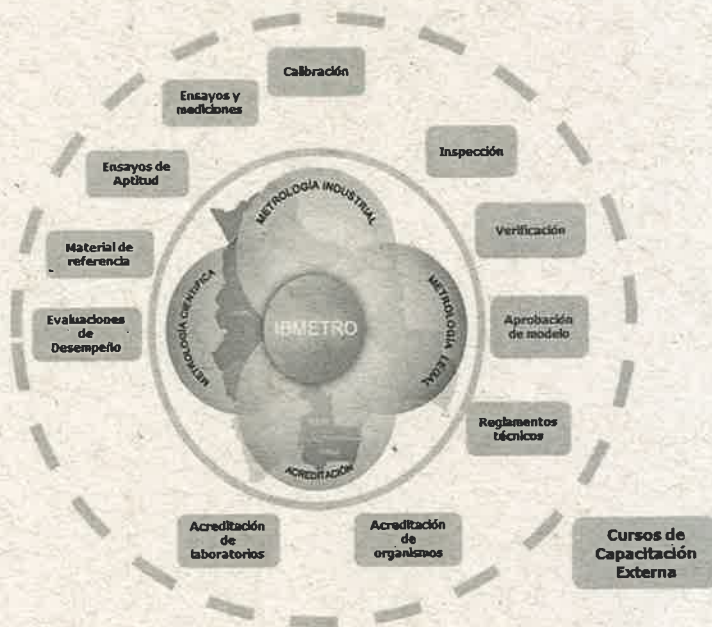 Calibración
Ensayos y
mediciones
Inspección
Ensayos de
Aptitud
METROLOGÍA INDUSTRIAL
Verificación
Material de
referencia
METROLOGÍA CIENTÍFICA
METROLOGÍA LEGAL
Evaluaciones
de
Desempeño
IBMETRO
Aprobación
de modelo
Reglamentos
técnicos
ACREDITACIÓN
Acreditación
de
laboratorios
Acreditación
de
organismos
Cursos de
Capacitación
Externa